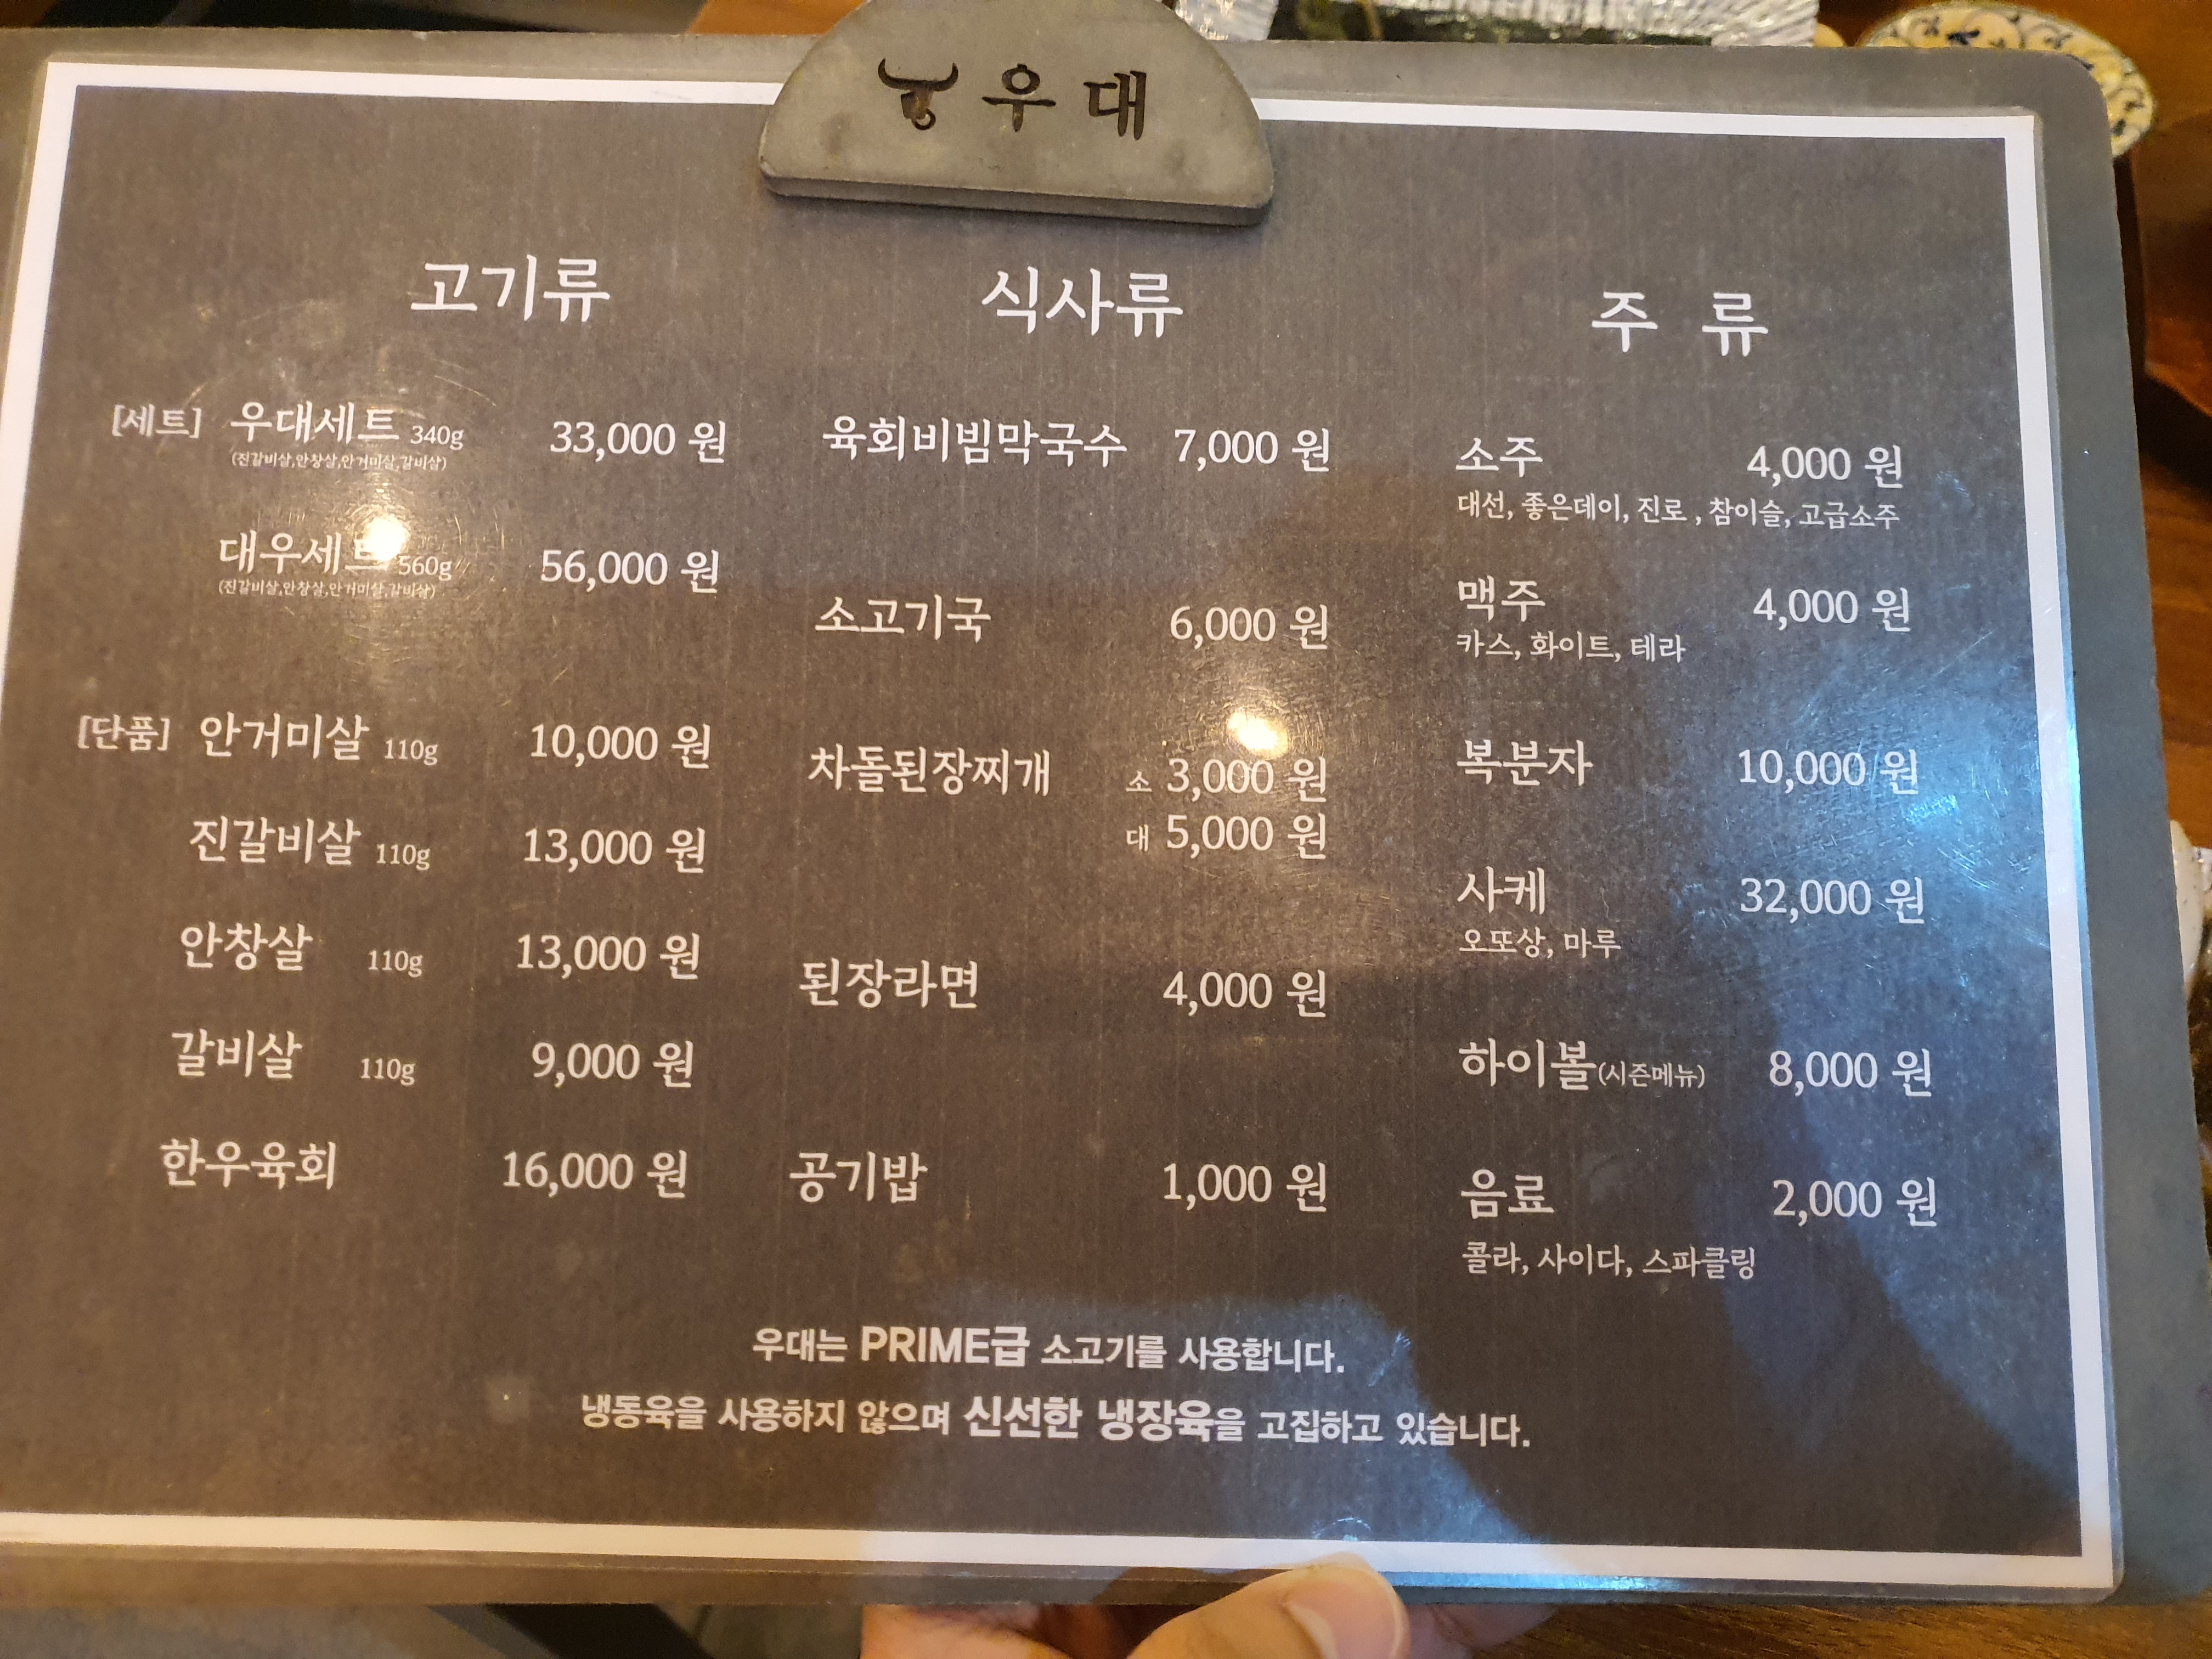 우대
고기류
[세트] 우대세트 340g 33,000 원
(진갈비살,안창살,안거미살,갈비살)
대우세트 560g 56,000 원
(진갈비살,안창살,안거미살,갈비살)
[단품] 안거미살 110g 10,000 원
진갈비살 110g 13,000 원
안창살 110g 13,000 원
갈비살 110g 9,000 원
한우육회 16,000 원
식사류
육회비빔막국수 7,000 원
소고기국 6,000 원
차돌된장찌개 소 3,000 원
대 5,000 원
된장라면 4,000 원
공기밥 1,000 원
주 류
소주 4,000 원
대선, 좋은데이, 진로 , 참이슬, 고급소주
맥주 4,000 원
카스, 화이트, 테라
복분자 10,000 원
사케 32,000 원
오또상, 마루
하이볼(시즌메뉴) 8,000 원
음료 2,000 원
콜라, 사이다, 스파클링
우대는 PRIME급 소고기를 사용합니다.
냉동육을 사용하지 않으며 신선한 냉장육을 고집하고 있습니다.